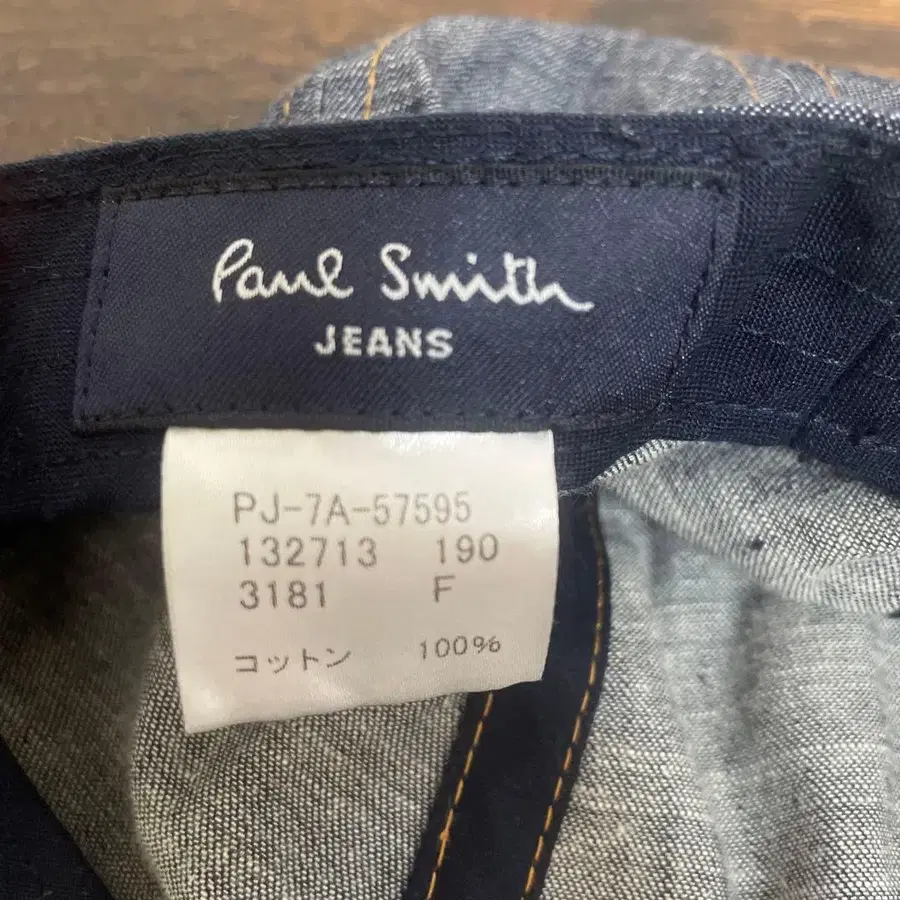 Paul Smith
JEANS
PJ-7A-57595
132713 190
3181 F
コットン 100%